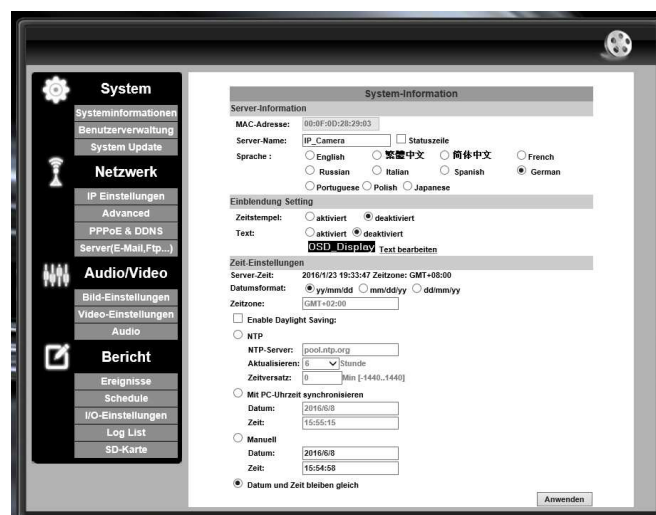 System
Systeminformationen
Benutzerverwaltung
System Update
Netzwerk
IP Einstellungen
Advanced
PPPoE & DDNS
Server(E-Mail,Ftp...)
Audio/Video
Bild-Einstellungen
Video-Einstellungen
Audio
Bericht
Ereignisse
Schedule
I/O-Einstellungen
Log List
SD-Karte
System-Information
Server-Information
MAC-Adresse: 00:0F:0D:28:29:03
Server-Name: IP_Camera Statuszeile
Sprache : English 繁體中文 简体中文 French
Russian Italian Spanish German
Portuguese Polish Japanese
Einblendung Setting
Zeitstempel: aktiviert deaktiviert
Text: aktiviert deaktiviert
OSD_Display Text bearbeiten
Zeit-Einstellungen
Server-Zeit: 2016/1/23 19:33:47 Zeitzone: GMT+08:00
Datumsformat: yy/mm/dd mm/dd/yy dd/mm/yy
Zeitzone: GMT+02:00
Enable Daylight Saving:
NTP
NTP-Server: pool.ntp.org
Aktualisieren: 6 Stunde
Zeitversatz: 0 Min [-1440..1440]
Mit PC-Uhrzeit synchronisieren
Datum: 2016/6/8
Zeit: 15:55:15
Manuell
Datum: 2016/6/8
Zeit: 15:54:58
Datum und Zeit bleiben gleich
Anwenden